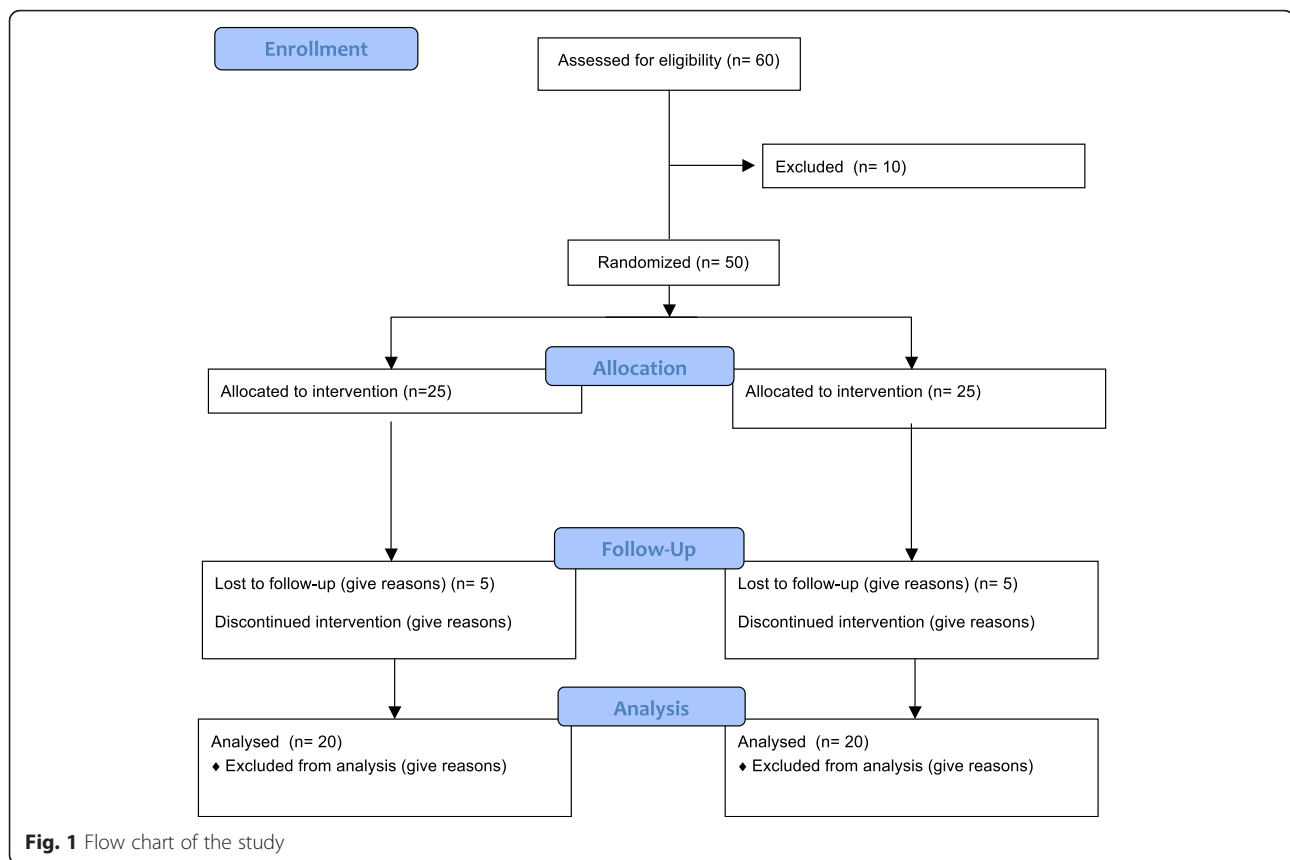 Enrollment
Assessed for eligibility (n= 60)
Excluded  (n= 10)
Randomized (n= 50)
Allocation
Allocated to intervention (n=25)
Allocated to intervention (n= 25)
Follow-Up
Lost to follow-up (give reasons) (n= 5)
Discontinued intervention (give reasons)
Lost to follow-up (give reasons) (n= 5)
Discontinued intervention (give reasons)
Analysis
Analysed  (n= 20)
♦ Excluded from analysis (give reasons)
Analysed  (n= 20)
♦ Excluded from analysis (give reasons)
Fig. 1 Flow chart of the study